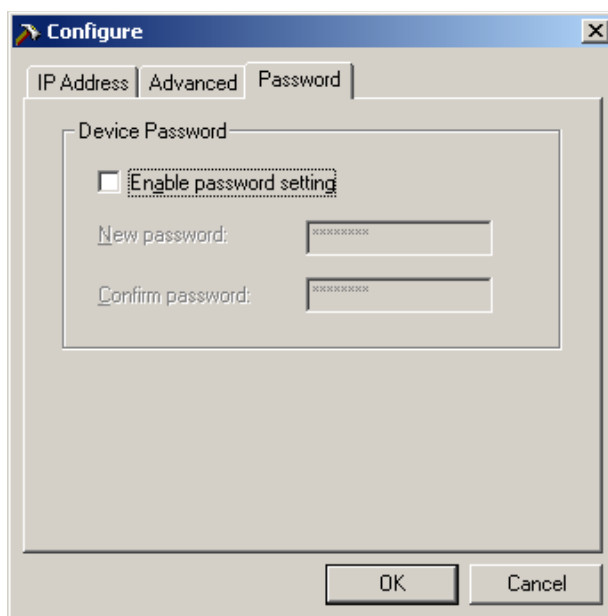 Configure
IP Address Advanced Password
Device Password
Enable password setting
New password: ********
Confirm password: ********
OK Cancel